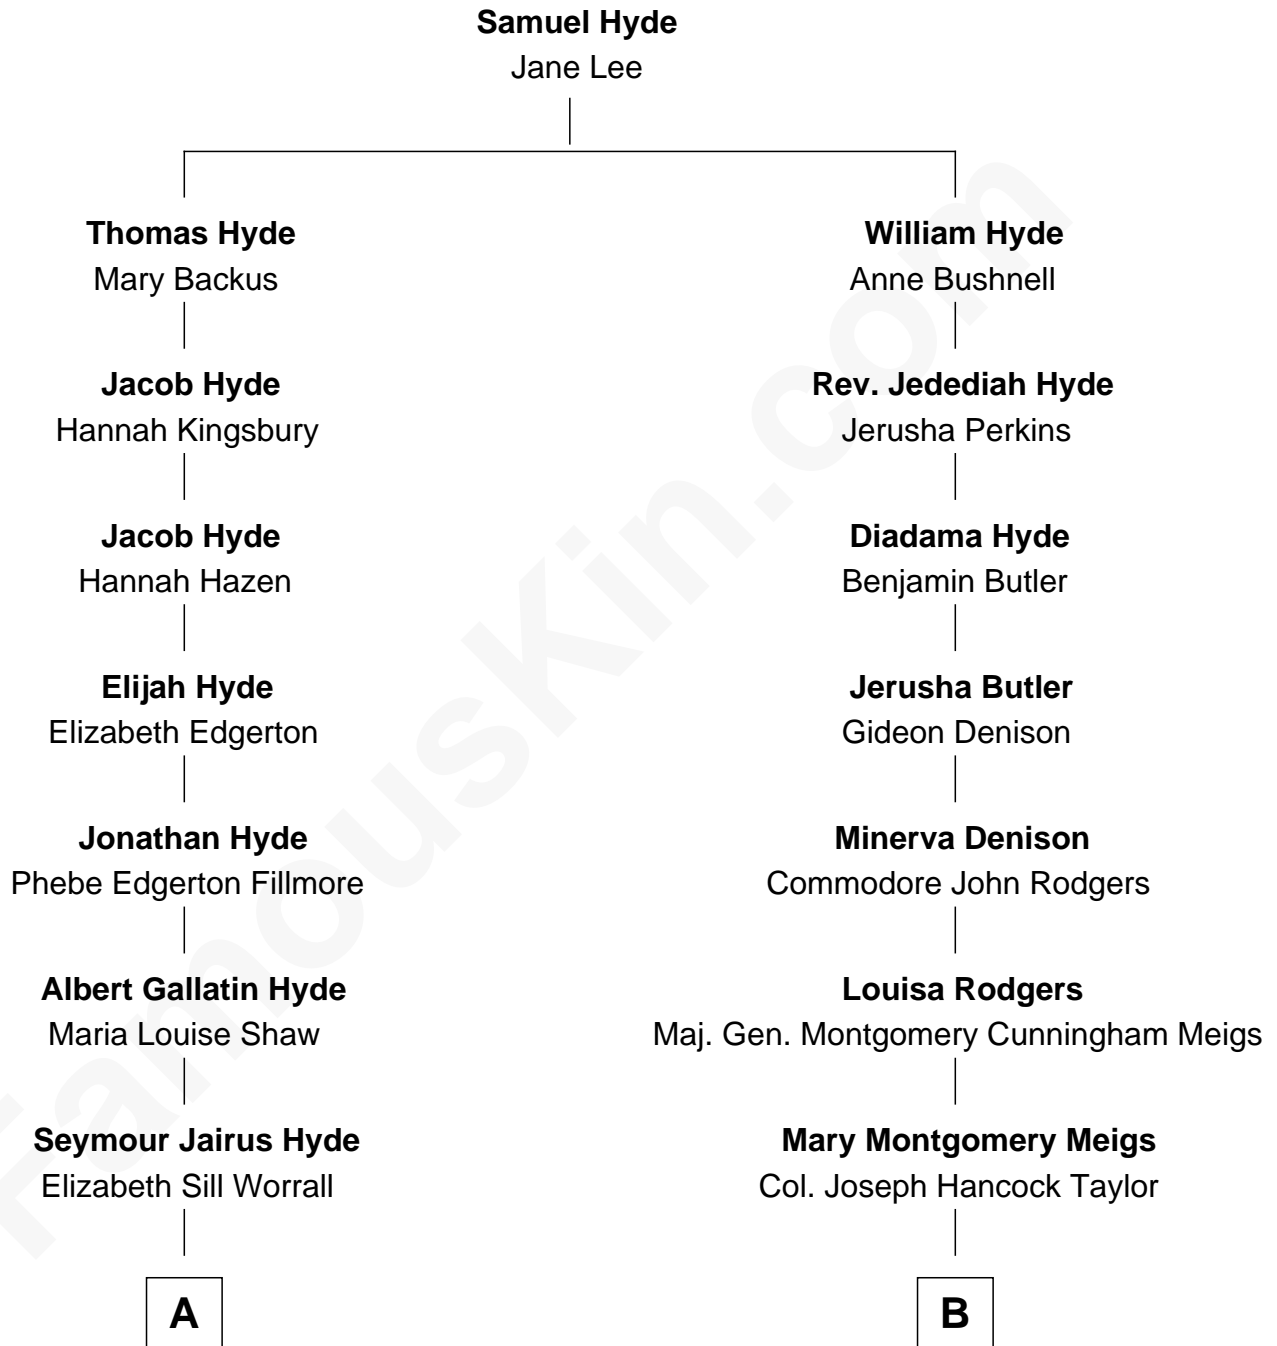 Samuel Hyde
Jane Lee
Thomas Hyde
Mary Backus
William Hyde
Anne Bushnell
Jacob Hyde
Hannah Kingsbury
Rev. Jedediah Hyde
Jerusha Perkins
Jacob Hyde
Hannah Hazen
Diadama Hyde
Benjamin Butler
Elijah Hyde
Elizabeth Edgerton
Jerusha Butler
Gideon Denison
Jonathan Hyde
Phebe Edgerton Fillmore
Minerva Denison
Commodore John Rodgers
Albert Gallatin Hyde
Maria Louise Shaw
Louisa Rodgers
Maj. Gen. Montgomery Cunningham Meigs
Seymour Jairus Hyde
Elizabeth Sill Worrall
Mary Montgomery Meigs
Col. Joseph Hancock Taylor
A
B
FamousKin.com